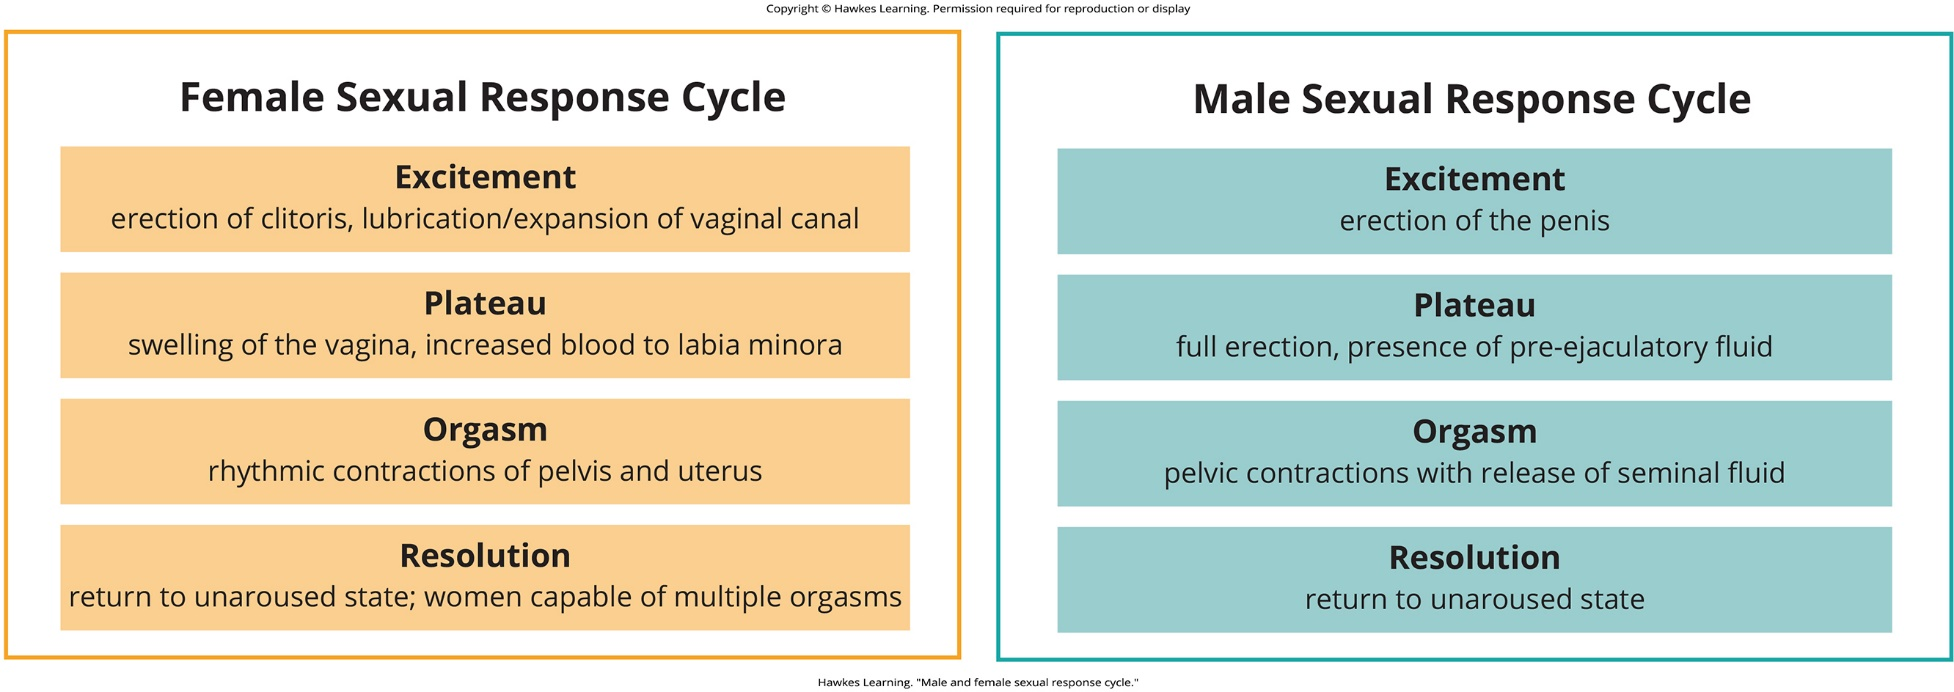 Copyright © Hawkes Learning. Permission required for reproduction or display
Female Sexual Response Cycle
Excitement
erection of clitoris, lubrication/expansion of vaginal canal
Plateau
swelling of the vagina, increased blood to labia minora
Orgasm
rhythmic contractions of pelvis and uterus
Resolution
return to unaroused state; women capable of multiple orgasms
Male Sexual Response Cycle
Excitement
erection of the penis
Plateau
full erection, presence of pre-ejaculatory fluid
Orgasm
pelvic contractions with release of seminal fluid
Resolution
return to unaroused state
Hawkes Learning. "Male and female sexual response cycle."